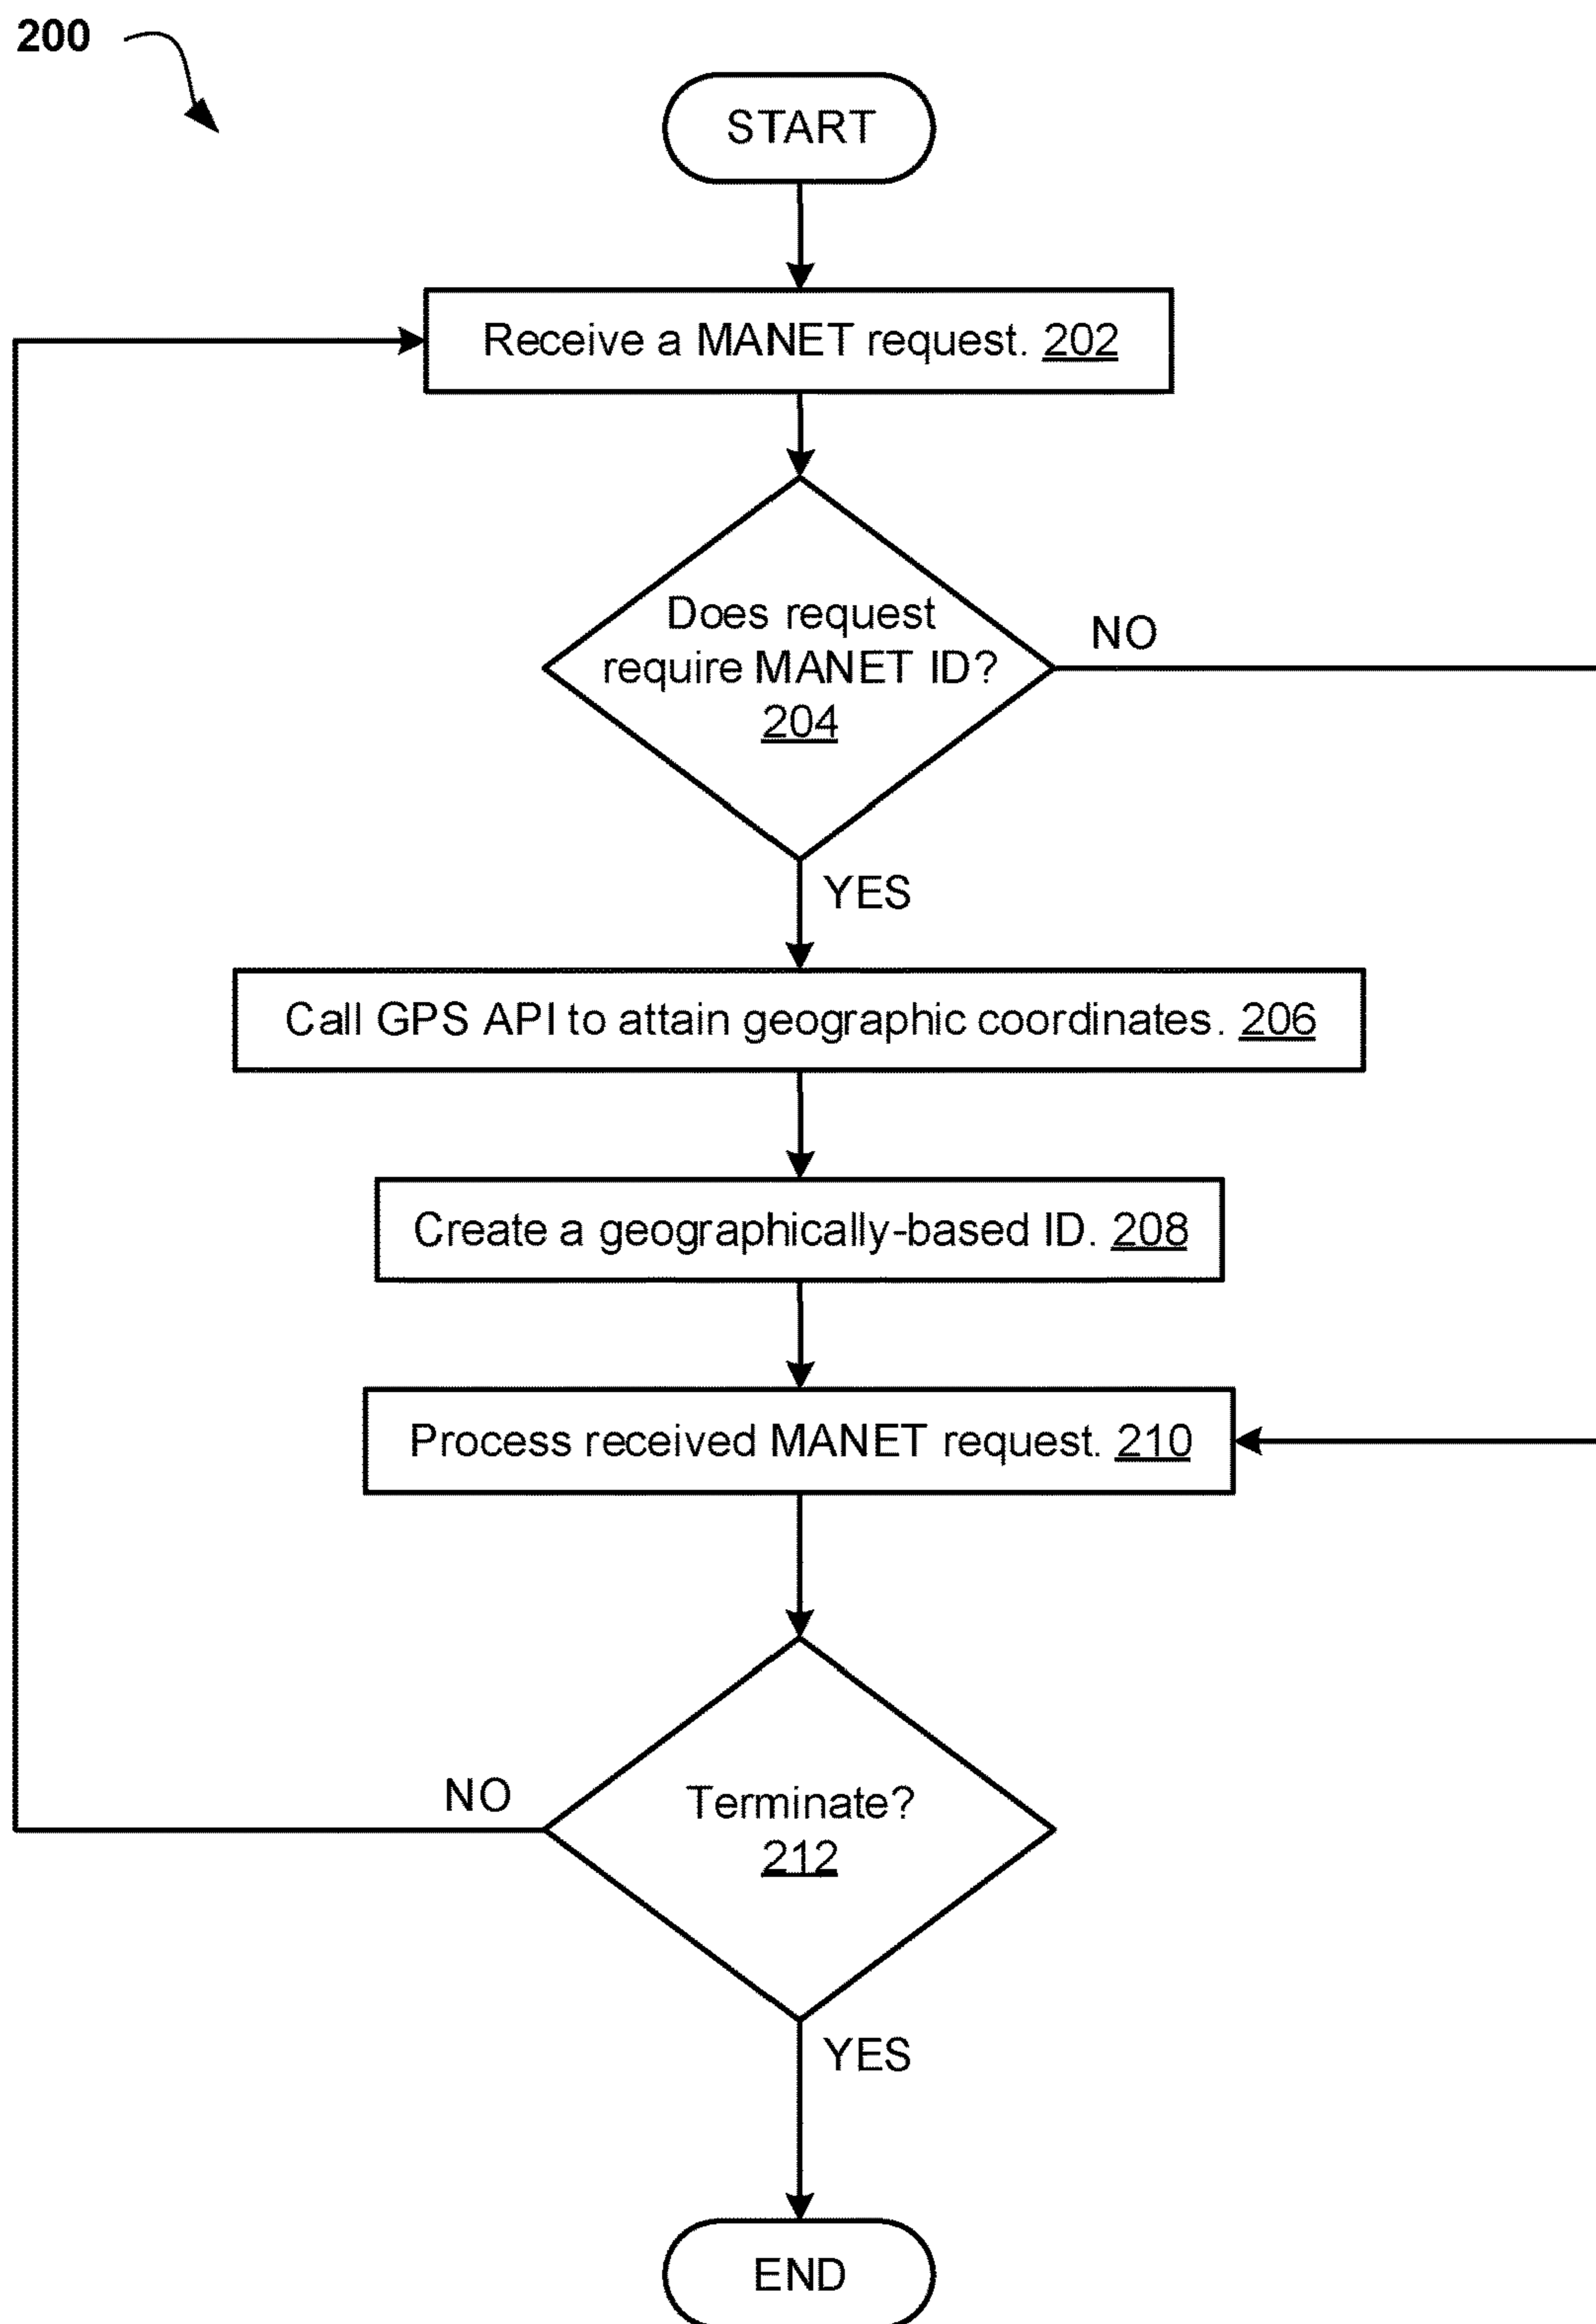 200
START
Receive a MANET request. 202
Does request
require MANET ID?
204
NO
YES
Call GPS API to attain geographic coordinates. 206
Create a geographically-based ID. 208
Process received MANET request. 210
NO
Terminate?
212
YES
END